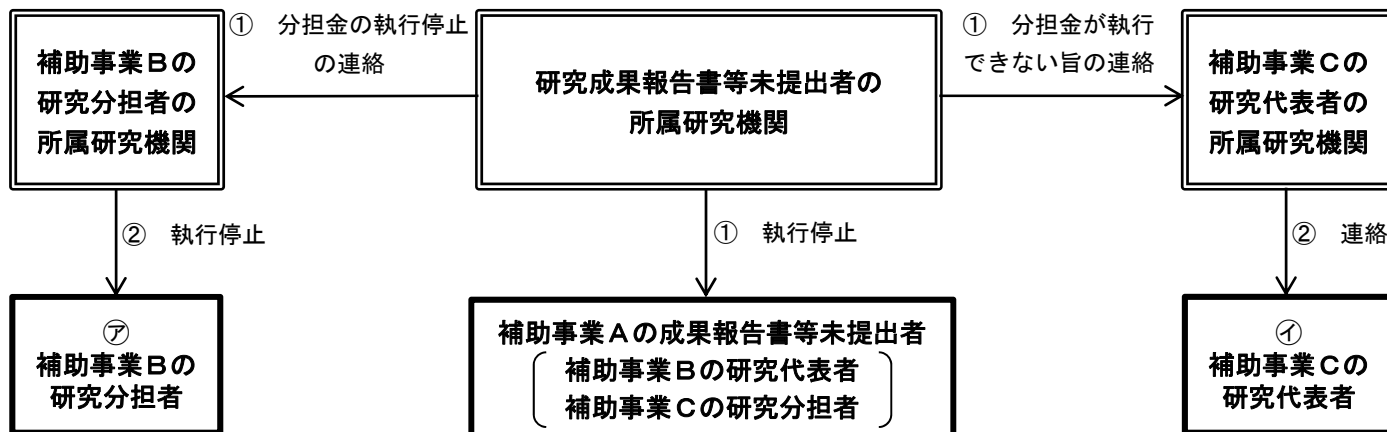 補助事業Ｂの
研究分担者の
所属研究機関
① 分担金の執行停止
の連絡
研究成果報告書等未提出者の
所属研究機関
① 分担金が執行
できない旨の連絡
補助事業Ｃの
研究代表者の
所属研究機関
② 執行停止
① 執行停止
② 連絡
㋐
補助事業Ｂの
研究分担者
補助事業Ａの成果報告書等未提出者
補助事業Ｂの研究代表者
補助事業Ｃの研究分担者
㋑
補助事業Ｃの
研究代表者